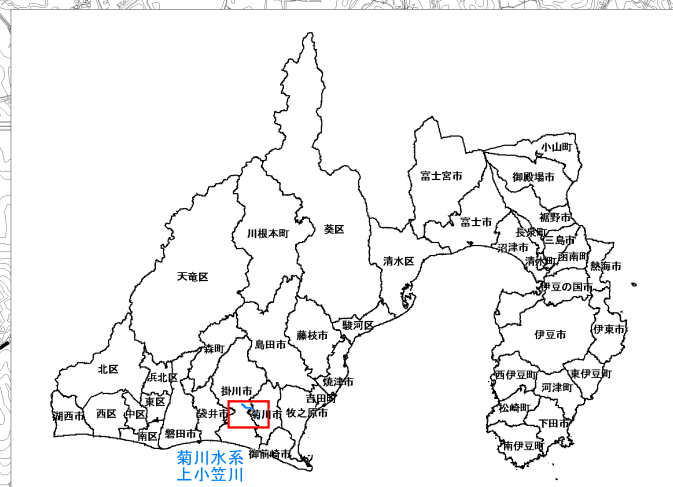 小山町
富士宮市
御殿場市
裾野市
富士市
長泉町
三島市
川根本町
葵区
沼津市
函南町
清水区
清水町
熱海市
天竜区
伊豆の国市
駿河区
伊豆市
伊東市
藤枝市
島田市
森町
北区
浜北区
西伊豆町
東伊豆町
焼津市
河津町
掛川市
吉田町
東区
松崎町
湖西市
西区
中区
袋井市
菊川市
牧之原市
下田市
南区
磐田市
南伊豆町
御前崎市
菊川水系
上小笠川